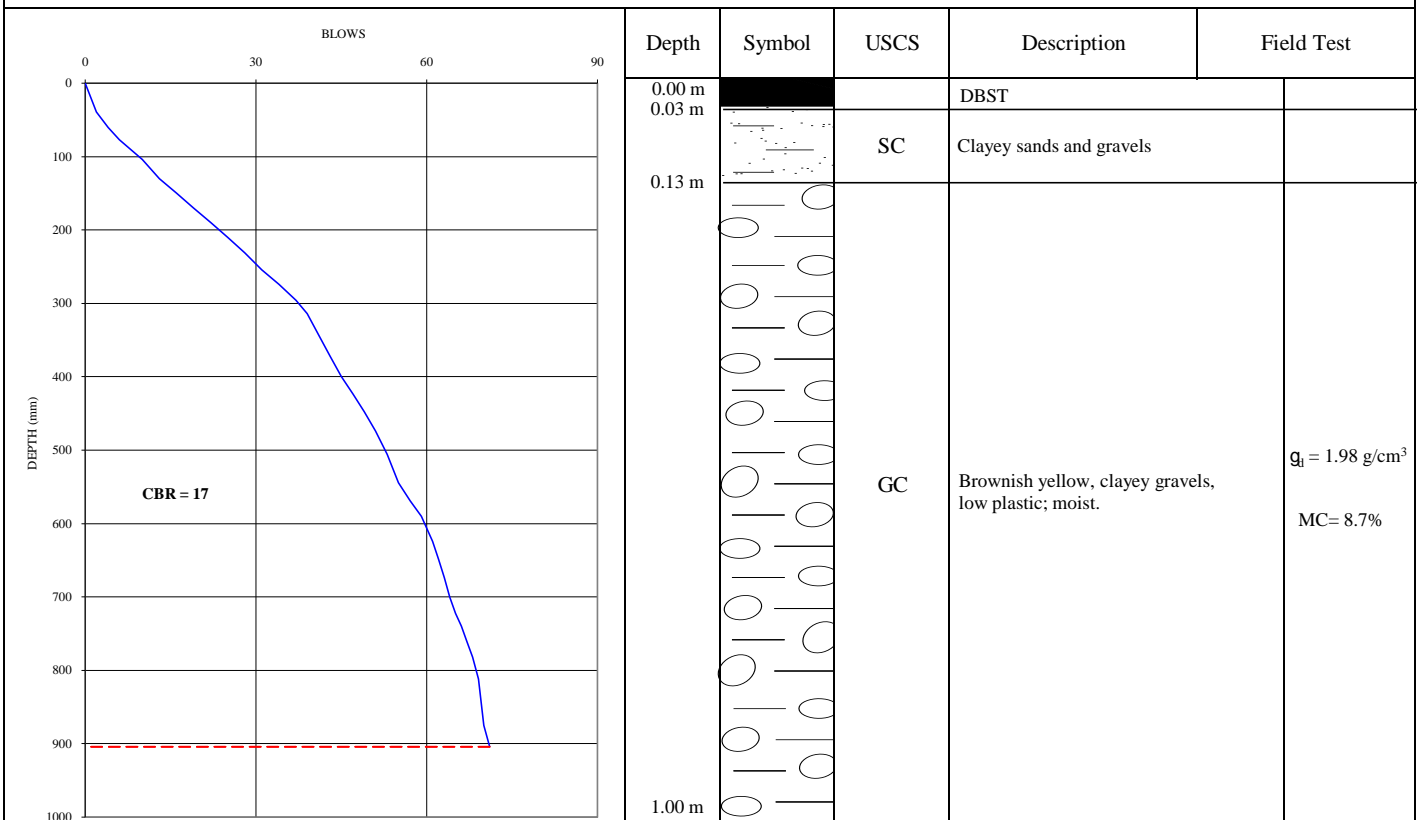 BLOWS
0 30 60 90
0
100
200
300
400
500
600
700
800
900
1000
DEPTH (mm)
CBR = 17
Depth Symbol USCS Description Field Test
0.00 m DBST
0.03 m
SC Clayey sands and gravels
0.13 m
GC Brownish yellow, clayey gravels,
low plastic; moist.
gd = 1.98 g/cm³
MC= 8.7%
1.00 m